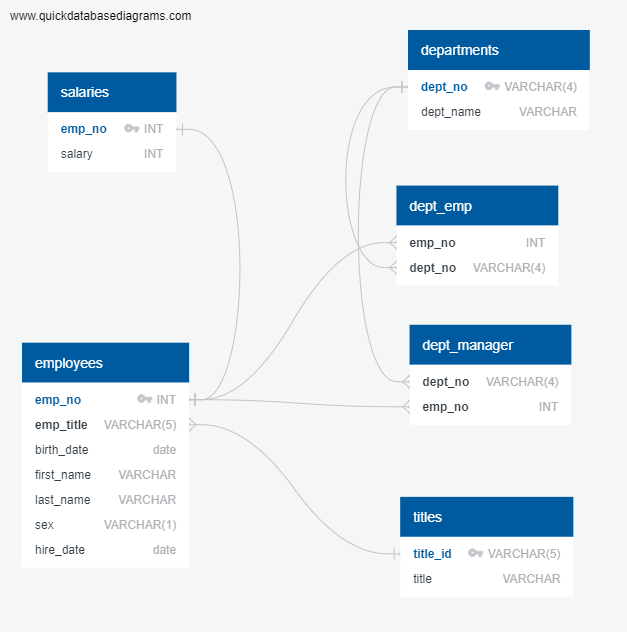 www.quickdatabasediagrams.com
salaries
emp_no INT
salary INT
departments
dept_no VARCHAR(4)
dept_name VARCHAR
dept_emp
emp_no INT
dept_no VARCHAR(4)
dept_manager
dept_no VARCHAR(4)
emp_no INT
employees
emp_no INT
emp_title VARCHAR(5)
birth_date date
first_name VARCHAR
last_name VARCHAR
sex VARCHAR(1)
hire_date date
titles
title_id VARCHAR(5)
title VARCHAR